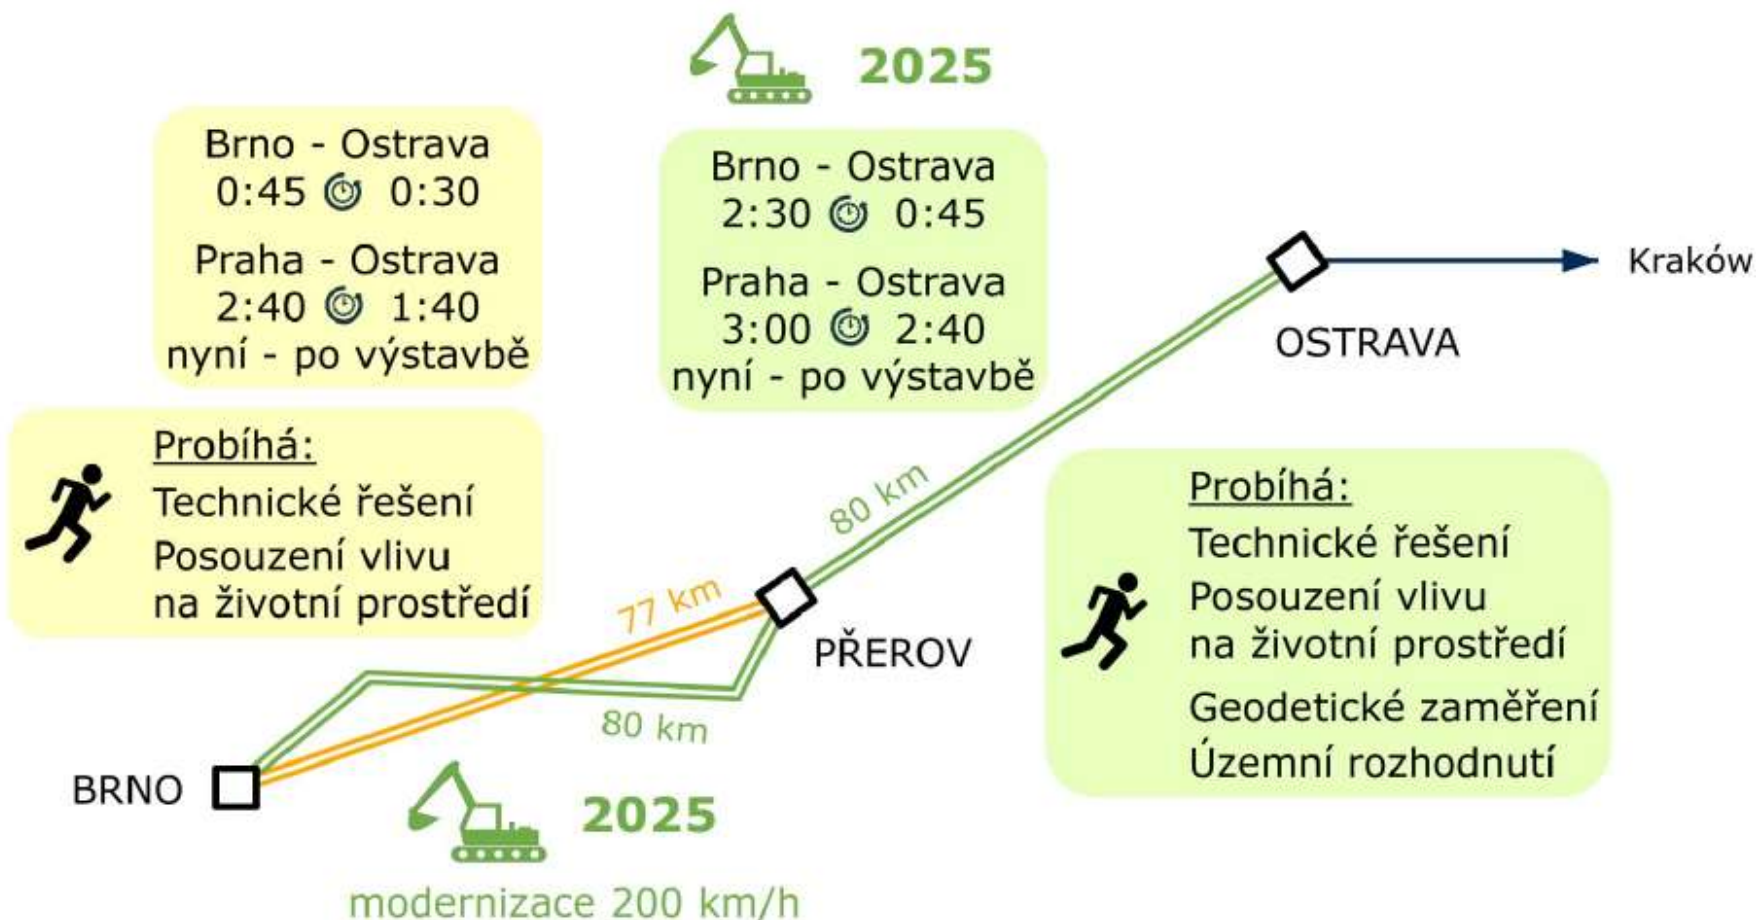 2025
Brno - Ostrava
0:45 0:30
Praha - Ostrava
2:40 1:40
nyní - po výstavbě
Brno - Ostrava
2:30 0:45
Praha - Ostrava
3:00 2:40
nyní - po výstavbě
Kraków
OSTRAVA
Probíhá:
Technické řešení
Posouzení vlivu
na životní prostředí
80 km
77 km
PŘEROV
80 km
Probíhá:
Technické řešení
Posouzení vlivu
na životní prostředí
Geodetické zaměření
Územní rozhodnutí
BRNO
2025
modernizace 200 km/h